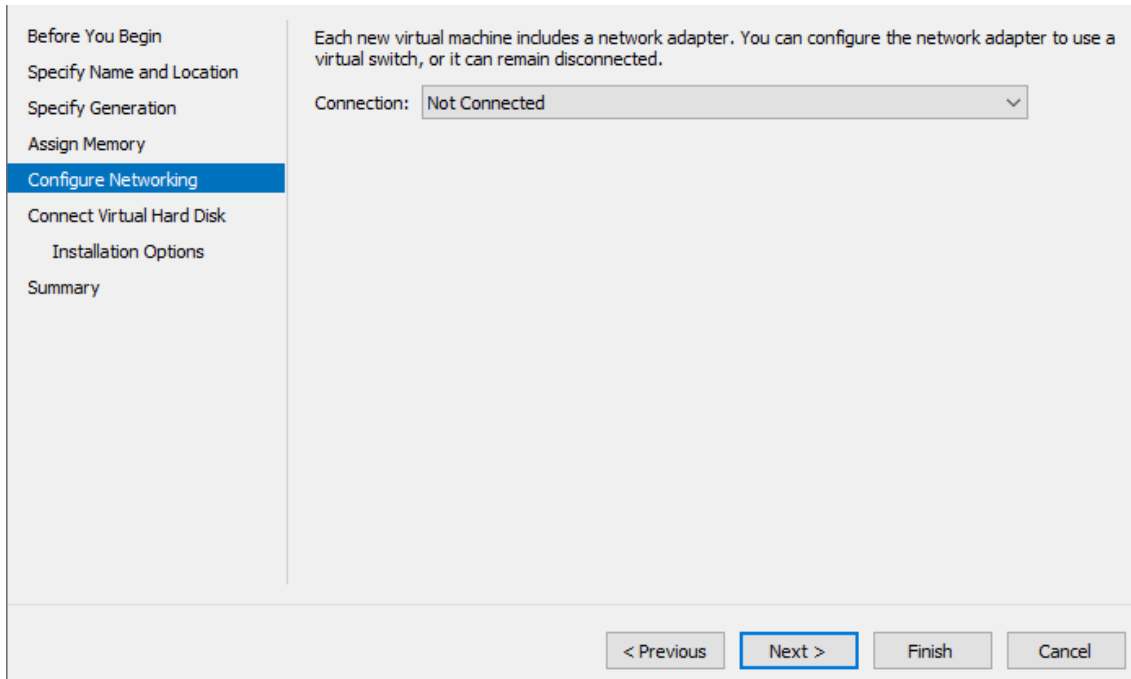 Before You Begin
Specify Name and Location
Specify Generation
Assign Memory
Configure Networking
Connect Virtual Hard Disk
Installation Options
Summary
Each new virtual machine includes a network adapter. You can configure the network adapter to use a
virtual switch, or it can remain disconnected.
Connection: Not Connected
< Previous Next > Finish Cancel